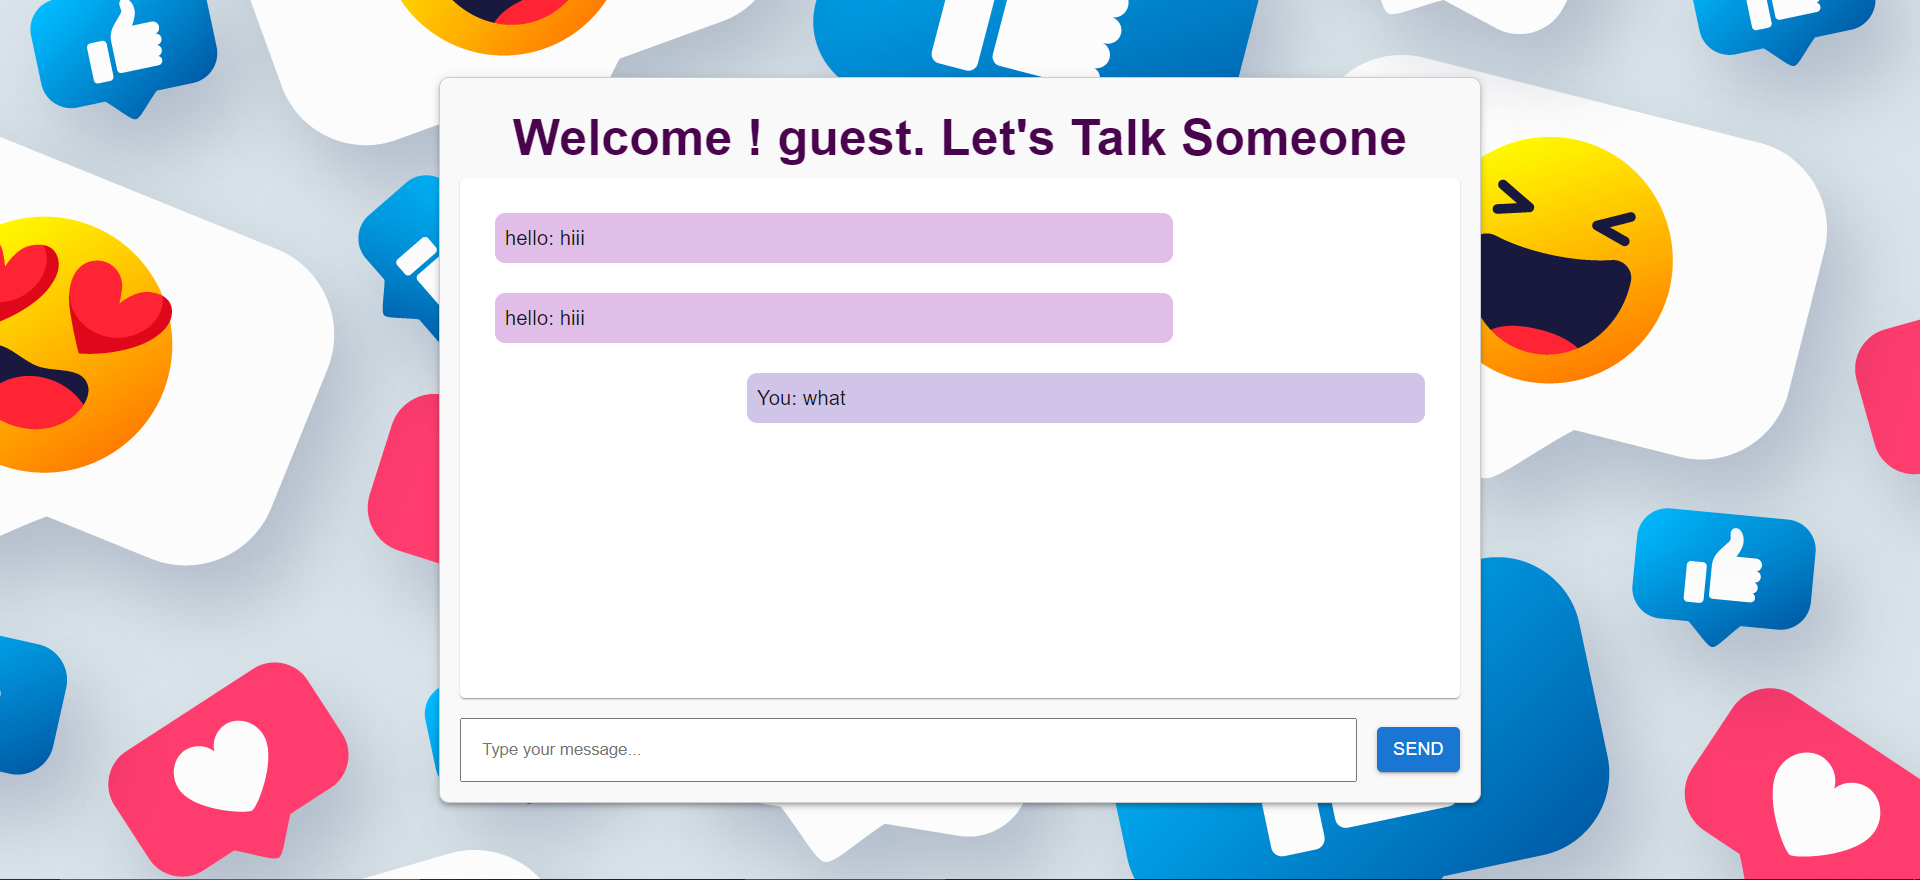 Welcome ! guest. Let's Talk Someone
hello: hiii
hello: hiii
You: what
Type your message...
SEND